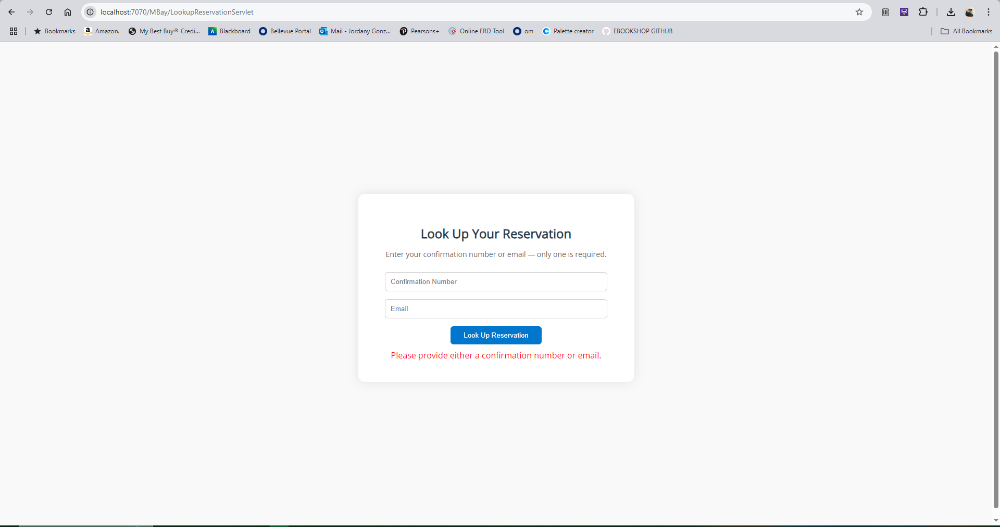 localhost:7070/MBay/LookupReservationServlet
Bookmarks Amazon. My Best Buy® Credi... Blackboard Bellevue Portal Mail - Jordany Gonz... Pearsons+ Online ERD Tool om Palette creator EBOOKSHOP GITHUB All Bookmarks
Look Up Your Reservation
Enter your confirmation number or email — only one is required.
Confirmation Number
Email
Look Up Reservation
Please provide either a confirmation number or email.